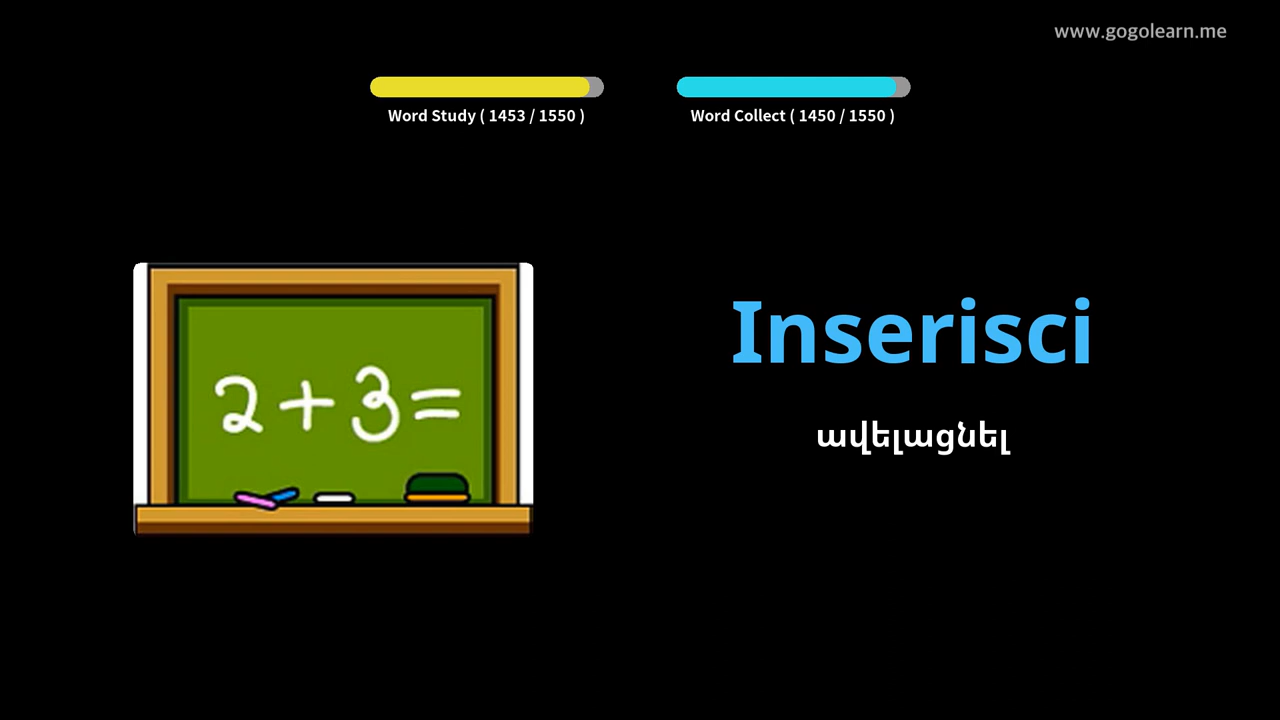 www.gogolearn.me
Word Study ( 1453 / 1550 )
Word Collect ( 1450 / 1550 )
2+3=
Inserisci
ավելացնել